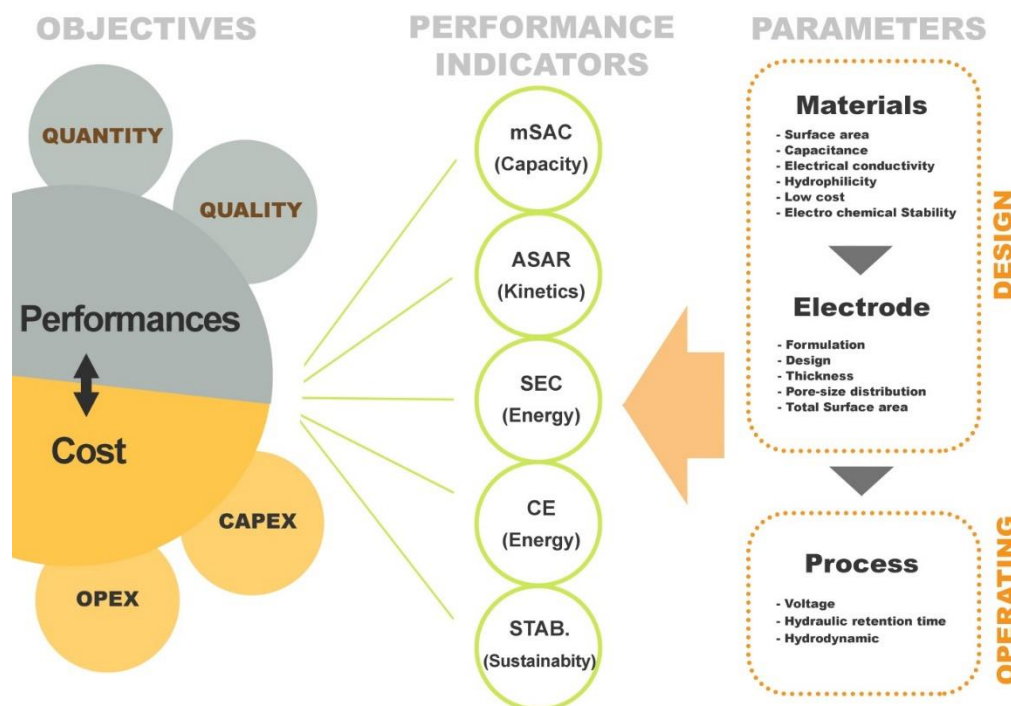 OBJECTIVES
QUANTITY
QUALITY
Performances
Cost
CAPEX
OPEX
PERFORMANCE
INDICATORS
mSAC
(Capacity)
ASAR
(Kinetics)
SEC
(Energy)
CE
(Energy)
STAB.
(Sustainabity)
PARAMETERS
Materials
- Surface area
- Capacitance
- Electrical conductivity
- Hydrophilicity
- Low cost
- Electro chemical Stability
Electrode
- Formulation
- Design
- Thickness
- Pore-size distribution
- Total Surface area
DESIGN
Process
- Voltage
- Hydraulic retention time
- Hydrodynamic
OPERATING